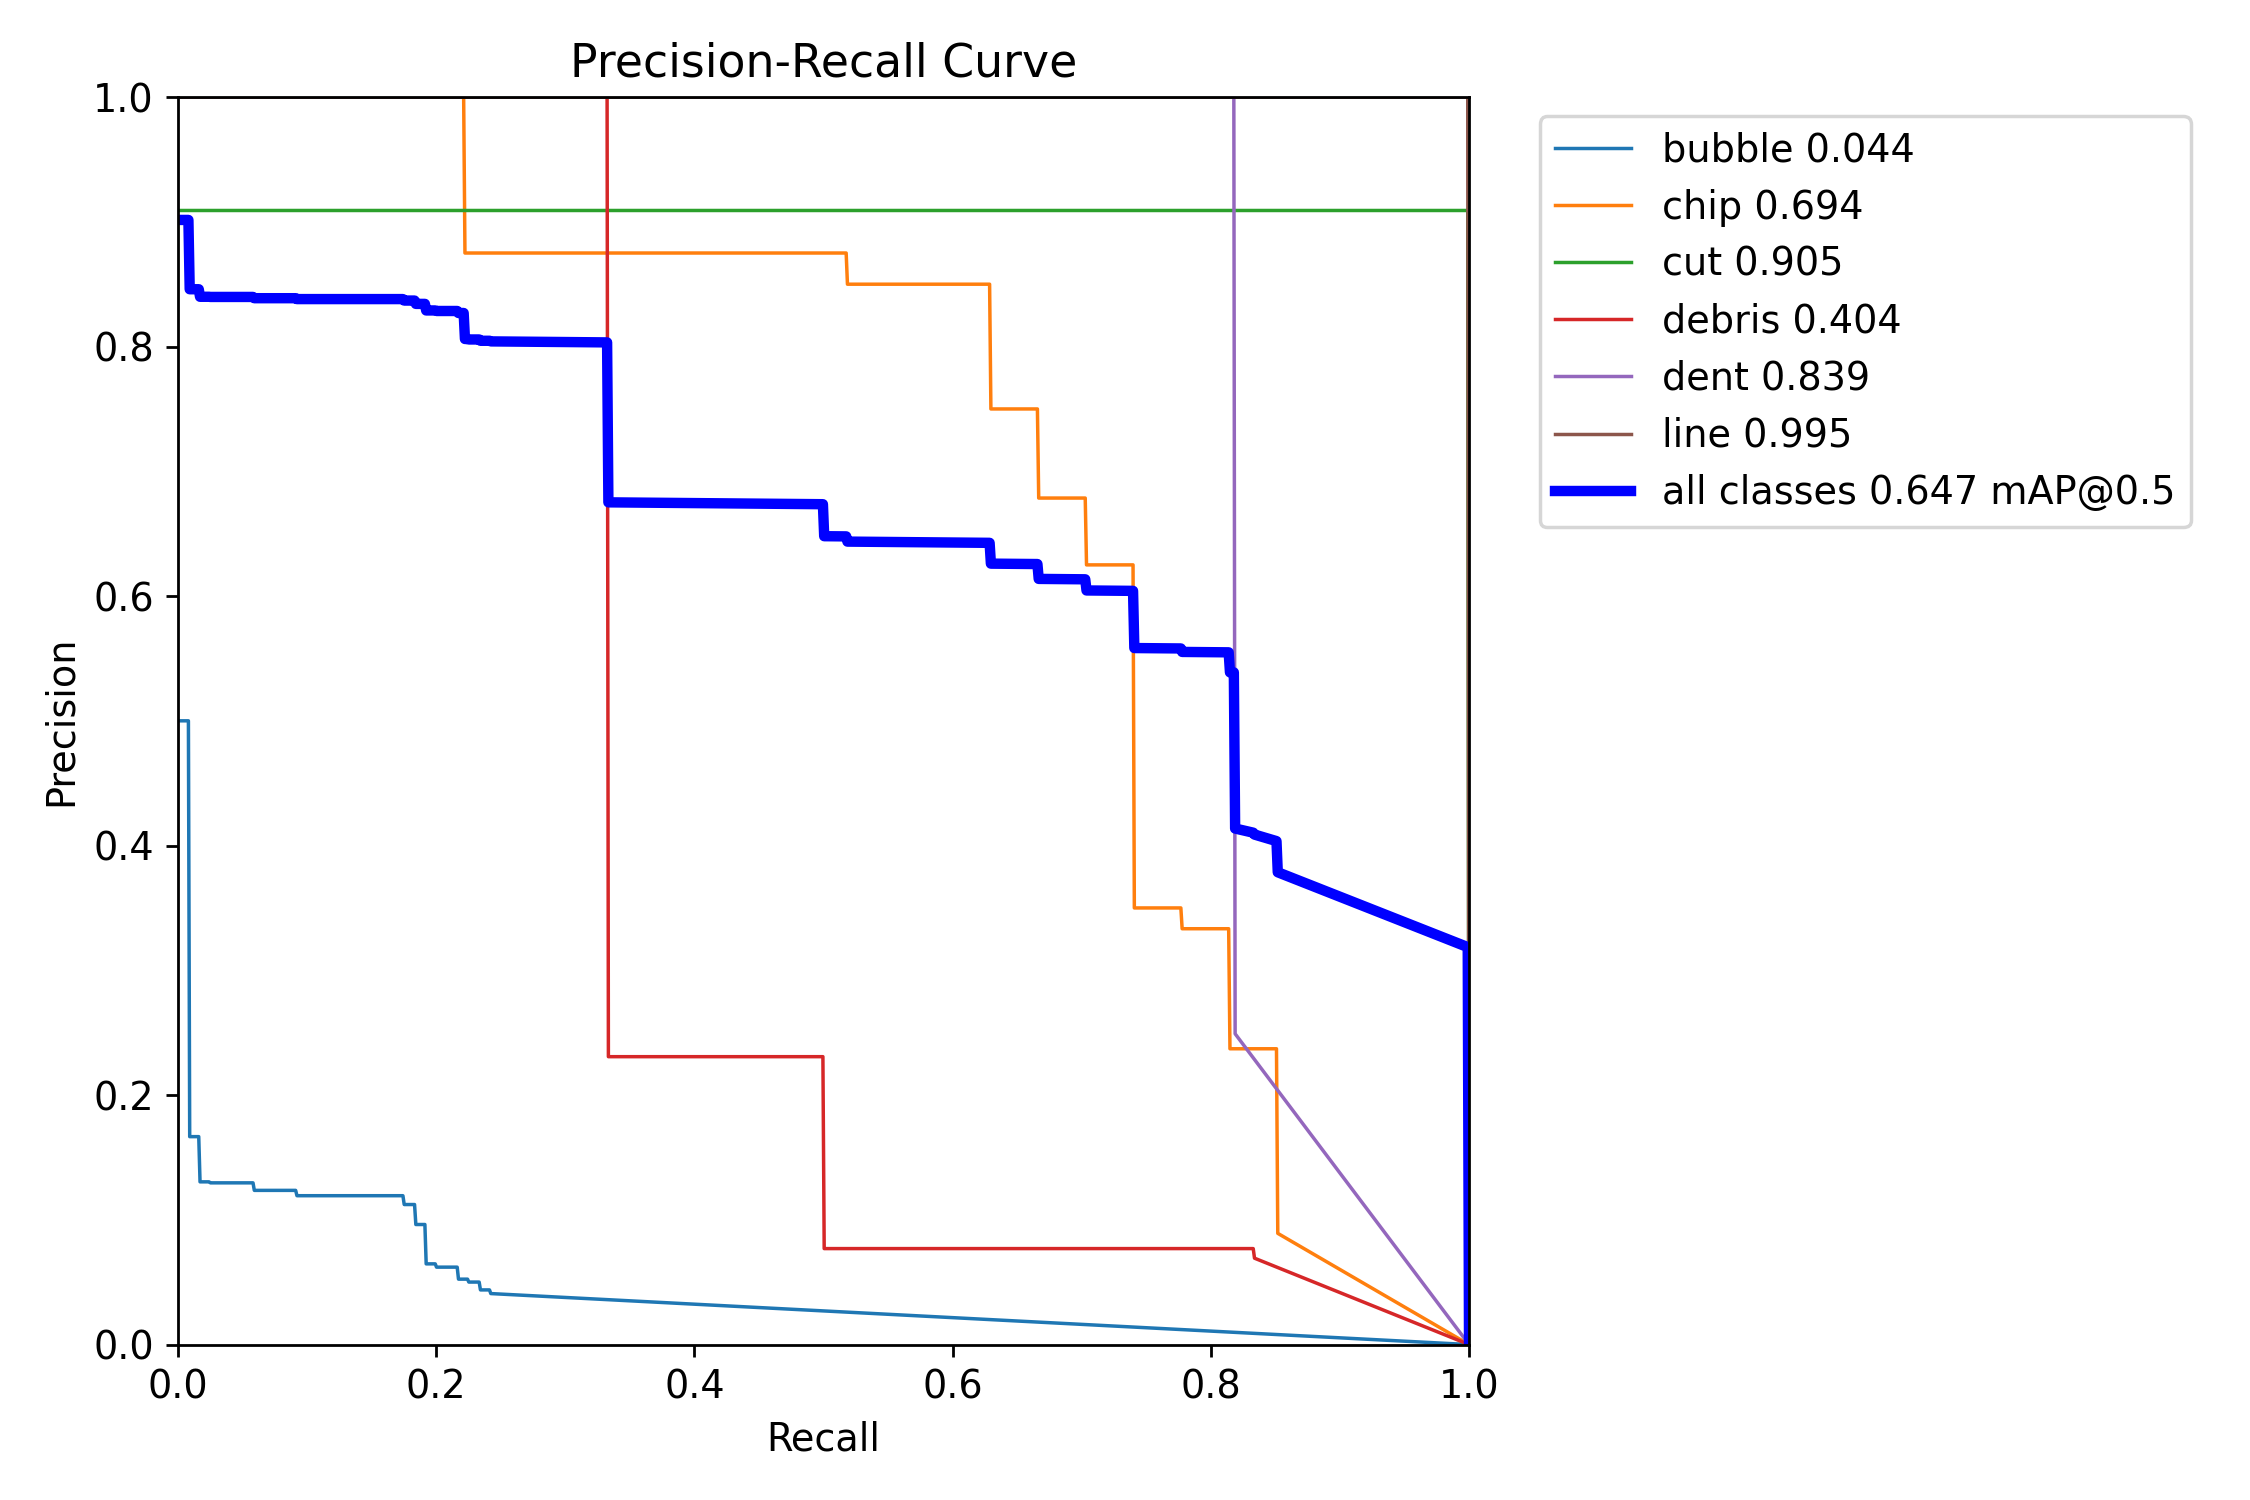 Precision-Recall Curve
1.0
0.8
0.6
0.4
0.2
0.0
Precision
0.0 0.2 0.4 0.6 0.8 1.0
Recall
bubble 0.044
chip 0.694
cut 0.905
debris 0.404
dent 0.839
line 0.995
all classes 0.647 mAP@0.5